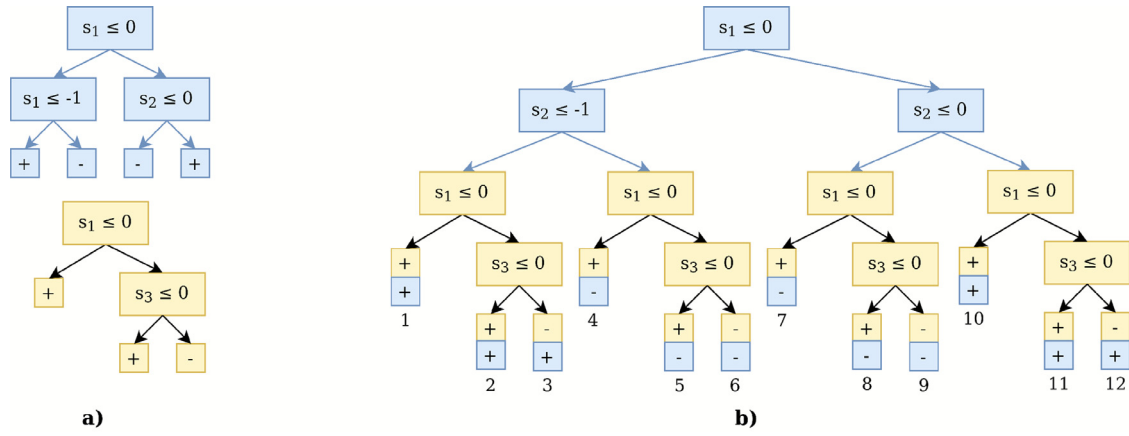 s1 ≤ 0
s1 ≤ -1 s2 ≤ 0
+ - - +
s1 ≤ 0
+ s3 ≤ 0
+ -
a)
s1 ≤ 0
s2 ≤ -1 s2 ≤ 0
s1 ≤ 0 s1 ≤ 0 s1 ≤ 0 s1 ≤ 0
+ s3 ≤ 0 + s3 ≤ 0 + s3 ≤ 0 + s3 ≤ 0
+ - - +
1 4 7 10
+ - + - + - + -
+ + - - - - + +
2 3 5 6 8 9 11 12
b)